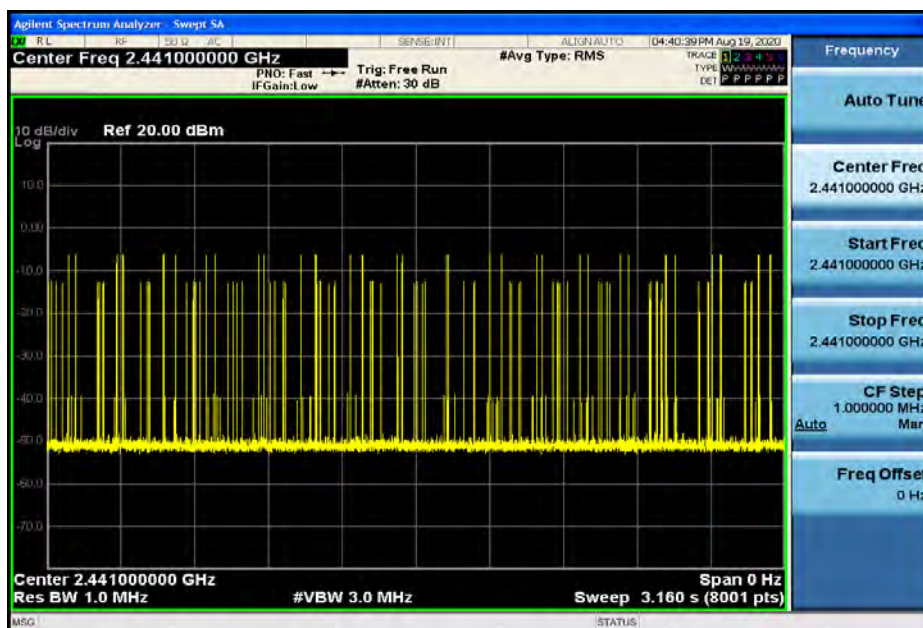 Agilent Spectrum Analyzer - Swept SA
RL RF 50 Ω AC SENSE:INT ALIGN AUTO 04:40:39 PM Aug 19, 2020
Center Freq 2.441000000 GHz
#Avg Type: RMS
TRACE 1 2 3 4 5 6
TYPE
DET P P P P P P
PNO: Fast
IFGain:Low
Trig: Free Run
#Atten: 30 dB
10 dB/div
Log
Ref 20.00 dBm
10.0
0.00
-10.0
-20.0
-30.0
-40.0
-50.0
-60.0
-70.0
Center 2.441000000 GHz
Span 0 Hz
Res BW 1.0 MHz
#VBW 3.0 MHz
Sweep 3.160 s (8001 pts)
MSG
STATUS
Frequency
Auto Tune
Center Freq
2.441000000 GHz
Start Freq
2.441000000 GHz
Stop Freq
2.441000000 GHz
CF Step
1.000000 MHz
Auto Man
Freq Offset
0 Hz